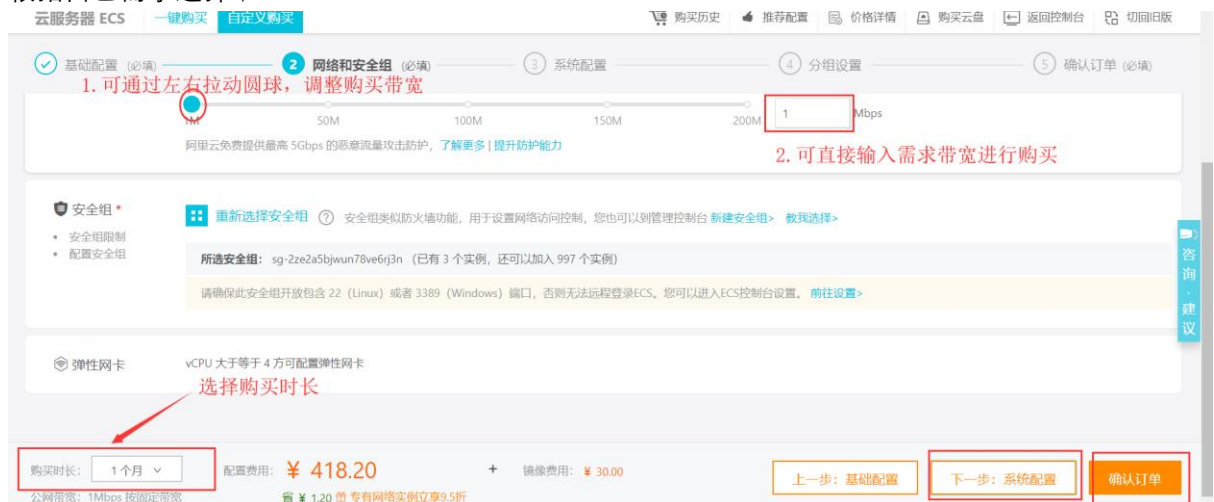 云服务器 ECS 一键购买 自定义购买 购买历史 推荐配置 价格详情 购买云盘 返回控制台 切回旧版
基础配置 (必填) 2 网络和安全组 (必填) 3 系统配置 4 分组设置 5 确认订单 (必填)
1. 可通过左右拉动圆球，调整购买带宽
1M 50M 100M 150M 200M 1 Mbps
阿里云免费提供最高 5Gbps 的恶意流量攻击防护，了解更多 | 提升防护能力
2. 可直接输入需求带宽进行购买
安全组 *
重新选择安全组 ? 安全组类似防火墙功能，用于设置网络访问控制，您也可以到管理控制台 新建安全组> 教我选择>
• 安全组限制
• 配置安全组
所选安全组： sg-2ze2a5bjwun78ve6rj3n (已有 3 个实例，还可以加入 997 个实例)
请确保此安全组开放包含 22 (Linux) 或者 3389 (Windows) 端口，否则无法远程登录ECS。您可以进入ECS控制台设置。 前往设置>
咨询·建议
弹性网卡 vCPU 大于等于 4 方可配置弹性网卡
选择购买时长
购买时长： 1 个月 配置费用： ¥ 418.20 + 镜像费用： ¥ 30.00 上一步：基础配置 下一步：系统配置 确认订单
公网带宽：1Mbps 按固定带宽 省 ¥ 1.20 专有网络实例立享9.5折